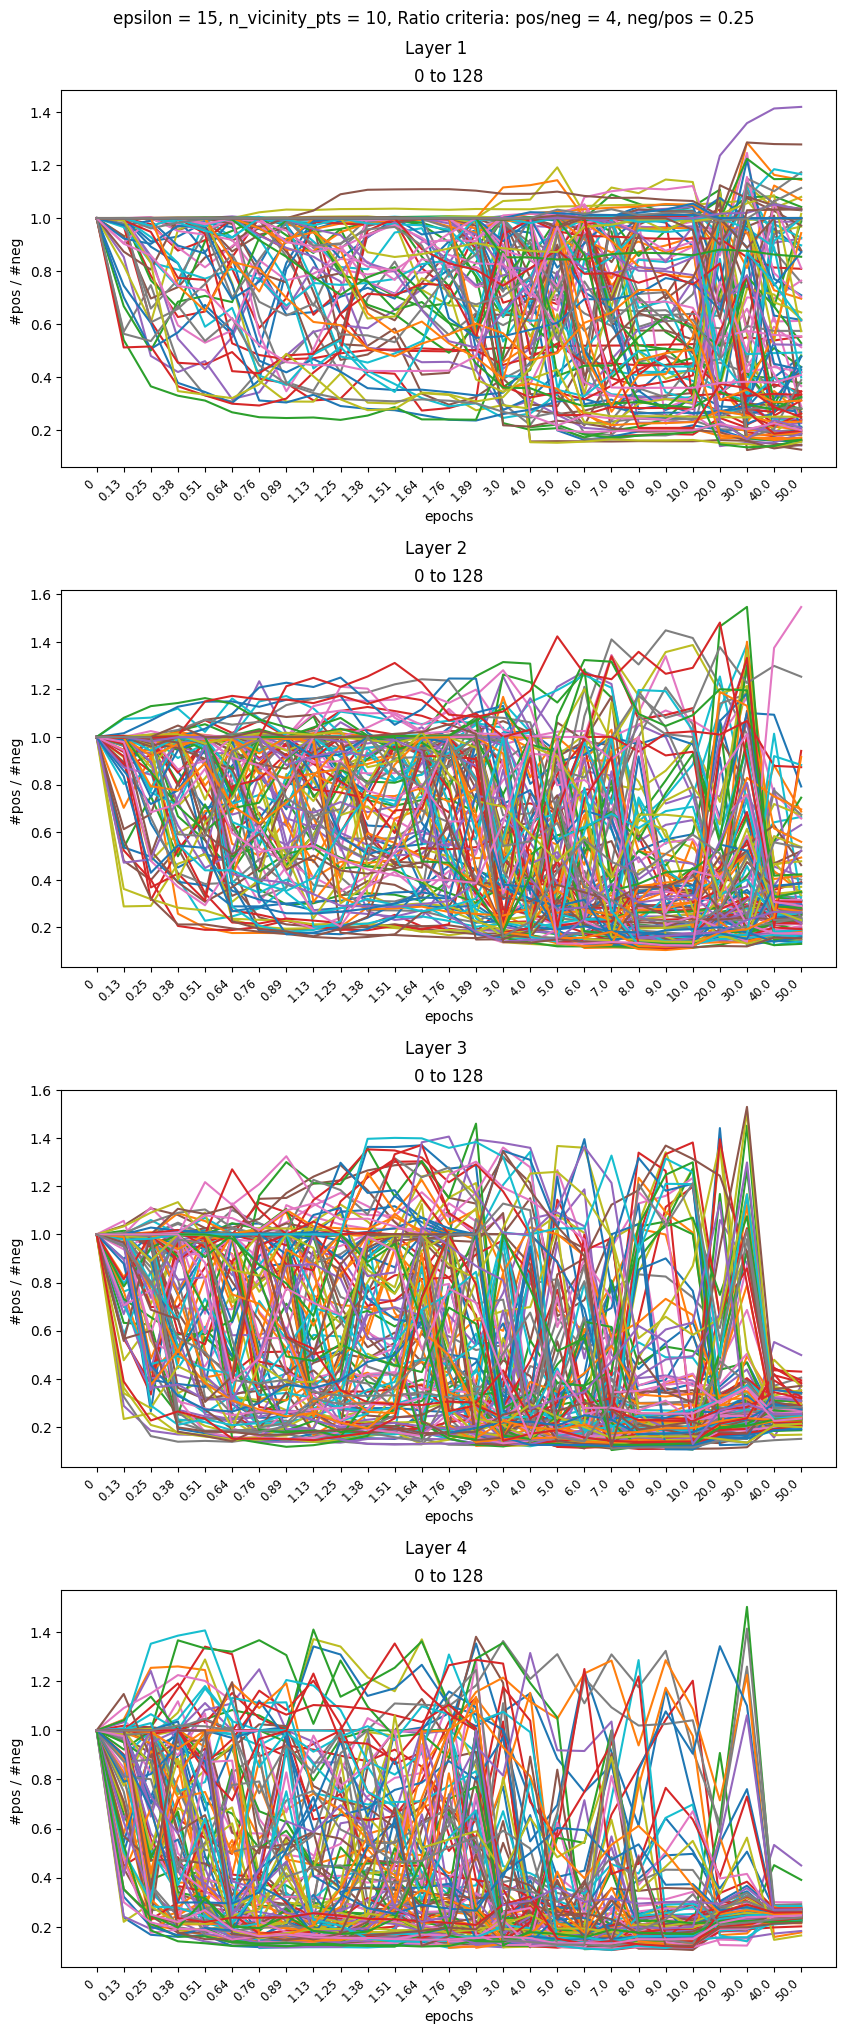 epsilon = 15, n_vicinity_pts = 10, Ratio criteria: pos/neg = 4, neg/pos = 0.25
Layer 1
0 to 128
1.4
1.2
1.0
0.8
0.6
0.4
0.2
#pos / #neg
0 0.13 0.25 0.38 0.51 0.64 0.76 0.89 1.13 1.25 1.38 1.51 1.64 1.76 1.89 3.0 4.0 5.0 6.0 7.0 8.0 9.0 10.0 20.0 30.0 40.0 50.0
epochs
Layer 2
0 to 128
1.6
1.4
1.2
1.0
0.8
0.6
0.4
0.2
#pos / #neg
0 0.13 0.25 0.38 0.51 0.64 0.76 0.89 1.13 1.25 1.38 1.51 1.64 1.76 1.89 3.0 4.0 5.0 6.0 7.0 8.0 9.0 10.0 20.0 30.0 40.0 50.0
epochs
Layer 3
0 to 128
1.6
1.4
1.2
1.0
0.8
0.6
0.4
0.2
#pos / #neg
0 0.13 0.25 0.38 0.51 0.64 0.76 0.89 1.13 1.25 1.38 1.51 1.64 1.76 1.89 3.0 4.0 5.0 6.0 7.0 8.0 9.0 10.0 20.0 30.0 40.0 50.0
epochs
Layer 4
0 to 128
1.4
1.2
1.0
0.8
0.6
0.4
0.2
#pos / #neg
0 0.13 0.25 0.38 0.51 0.64 0.76 0.89 1.13 1.25 1.38 1.51 1.64 1.76 1.89 3.0 4.0 5.0 6.0 7.0 8.0 9.0 10.0 20.0 30.0 40.0 50.0
epochs